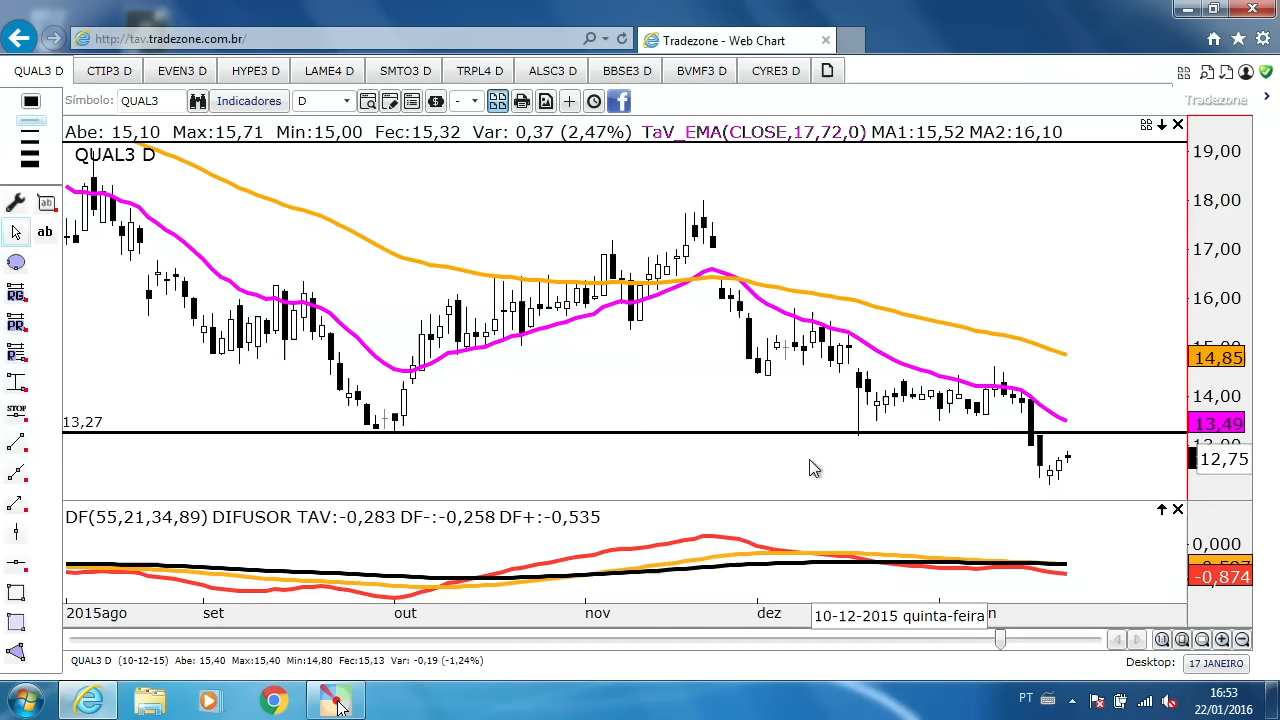 http://tav.tradezone.com.br/
Tradezone - Web Chart
QUAL3 D CTIP3 D EVEN3 D HYPE3 D LAME4 D SMTO3 D TRPL4 D ALSC3 D BBSE3 D BVMF3 D CYRE3 D
Símbolo: QUAL3 Indicadores D - Tradezone
Abe: 15,10 Max:15,71 Min:15,00 Fec:15,32 Var: 0,37 (2,47%) TaV_EMA(CLOSE,17,72,0) MA1:15,52 MA2:16,10
QUAL3 D
19,00
18,00
17,00
16,00
14,85
14,00
13,27
13,49
12,75
ab
ab
RG
PR
STOP
DF(55,21,34,89) DIFUSOR TAV:-0,283 DF-:-0,258 DF+:-0,535
0,000
-0,874
2015ago set out nov dez 10-12-2015 quinta-feira
QUAL3 D (10-12-15) Abe: 15,40 Max:15,40 Min:14,80 Fec:15,13 Var: -0,19 (-1,24%)
Desktop: 17 JANEIRO
PT
16:53
22/01/2016